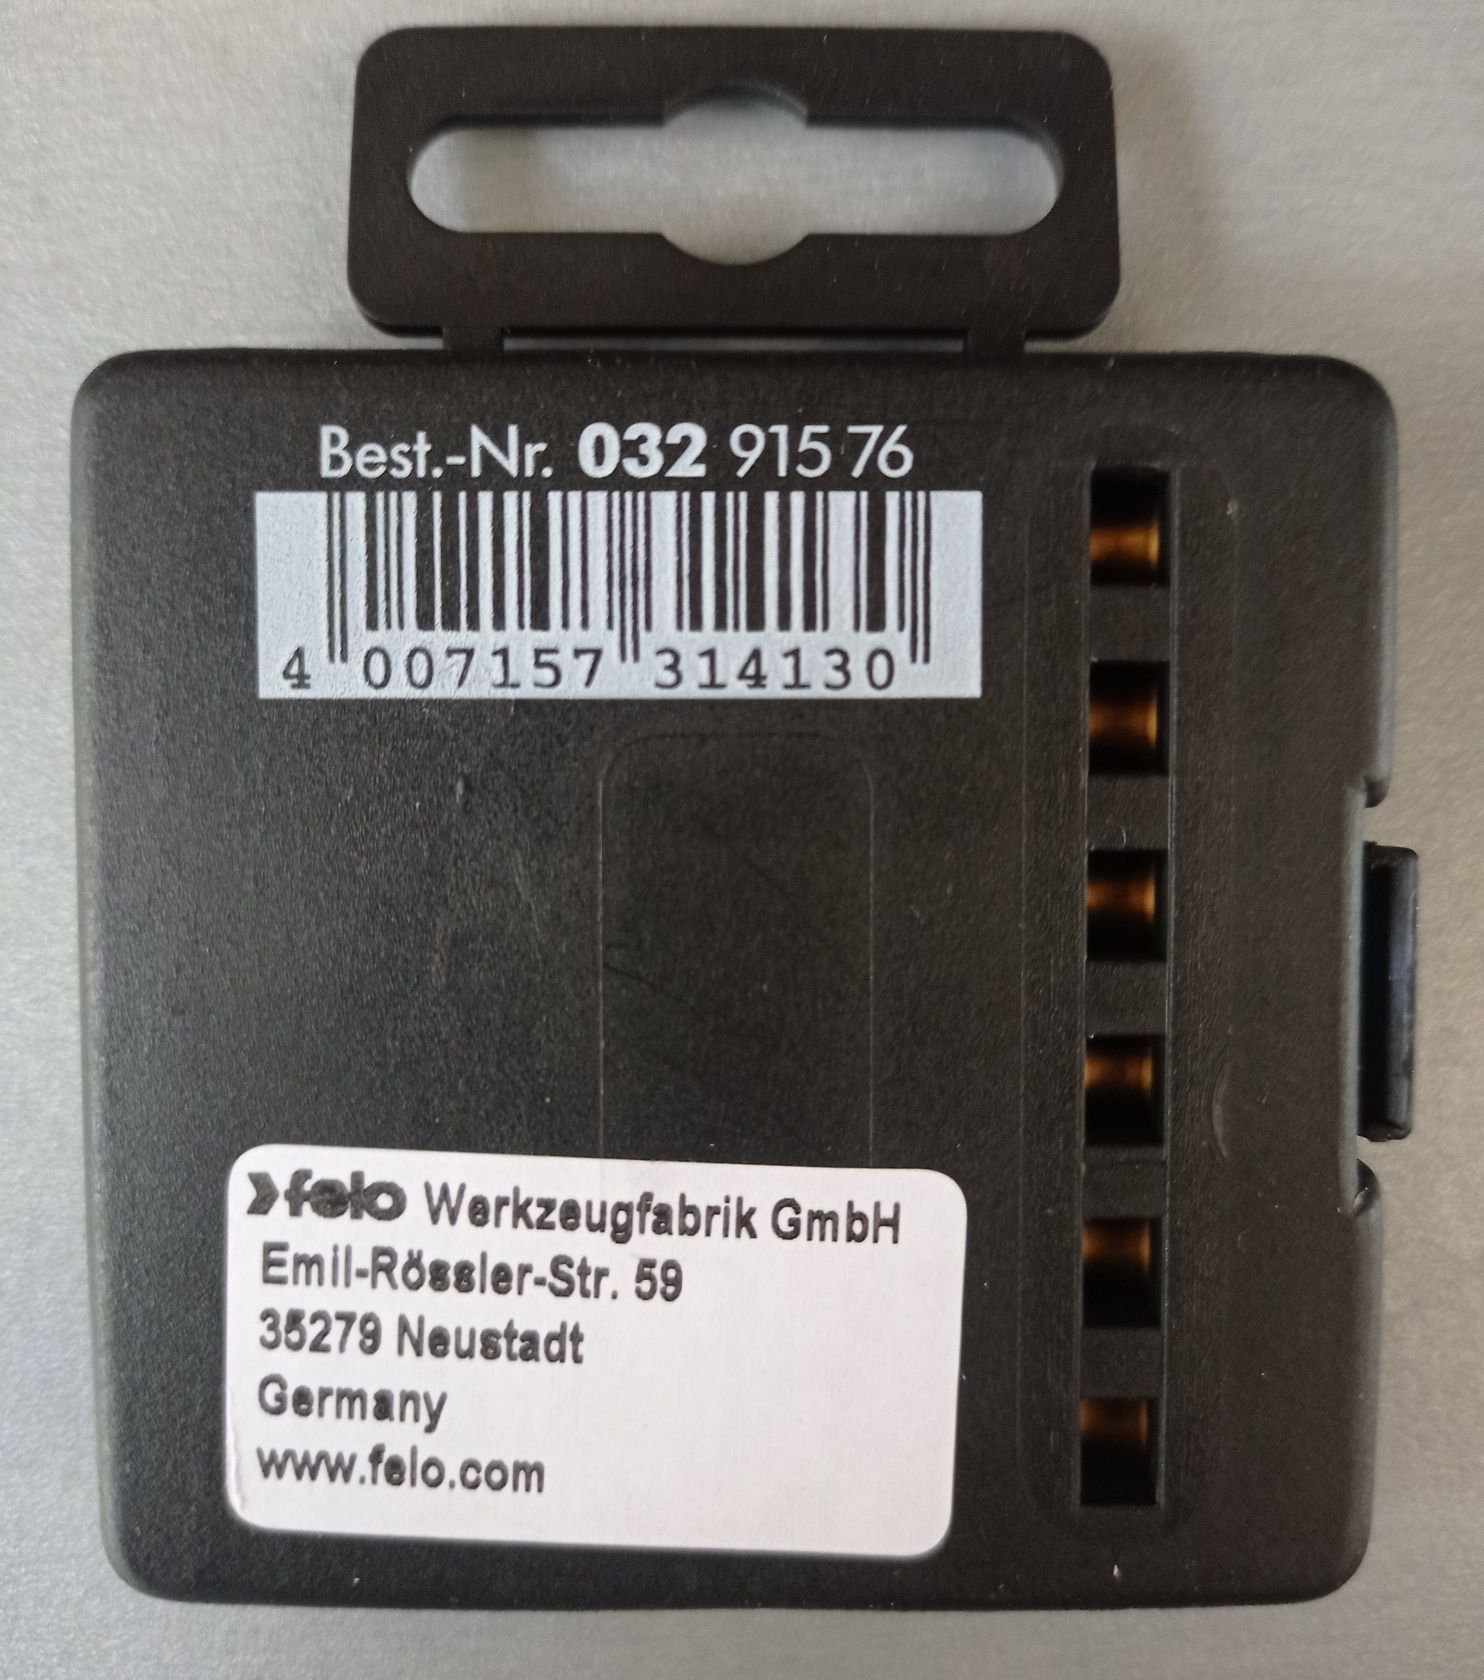 Best.-Nr. 032 915 76
4 007157 314130
felo Werkzeugfabrik GmbH
Emil-Rössler-Str. 59
35279 Neustadt
Germany
www.felo.com